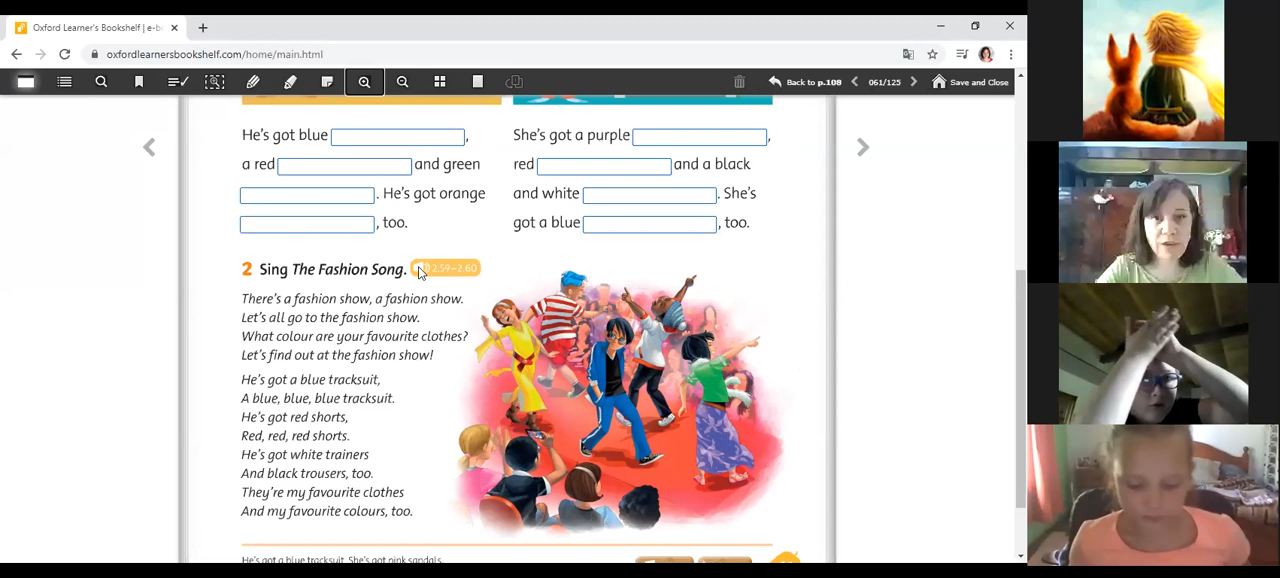 Oxford Learner's Bookshelf | e-b
oxfordlearnersbookshelf.com/home/main.html
Back to p.108
061/125
Save and Close
He's got blue
,
She's got a purple
,
a red
and green
red
and a black
. He's got orange
and white
. She's
, too.
got a blue
, too.
2 Sing The Fashion Song.
2.59–2.60
There's a fashion show, a fashion show.
Let's all go to the fashion show.
What colour are your favourite clothes?
Let's find out at the fashion show!
He's got a blue tracksuit,
A blue, blue, blue tracksuit.
He's got red shorts,
Red, red, red shorts.
He's got white trainers
And black trousers, too.
They're my favourite clothes
And my favourite colours, too.
He's got a blue tracksuit. She's got pink sandals.